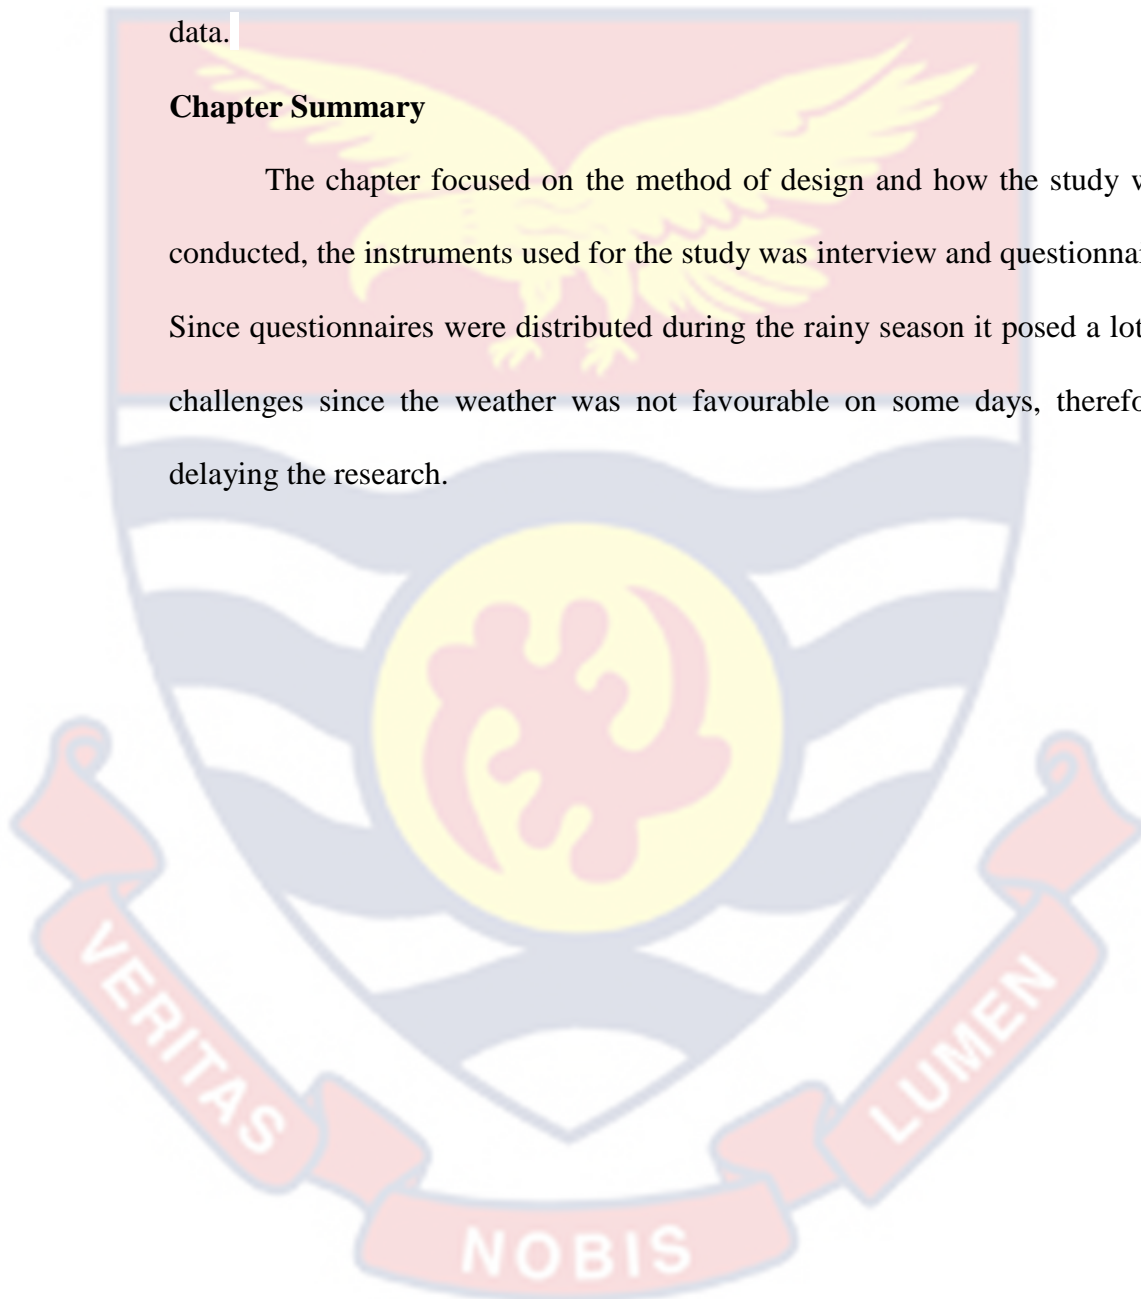 data.
Chapter Summary
The chapter focused on the method of design and how the study w
conducted, the instruments used for the study was interview and questionnai
Since questionnaires were distributed during the rainy season it posed a lot
challenges since the weather was not favourable on some days, therefo
delaying the research.
VERITAS
NOBIS
LUMEN